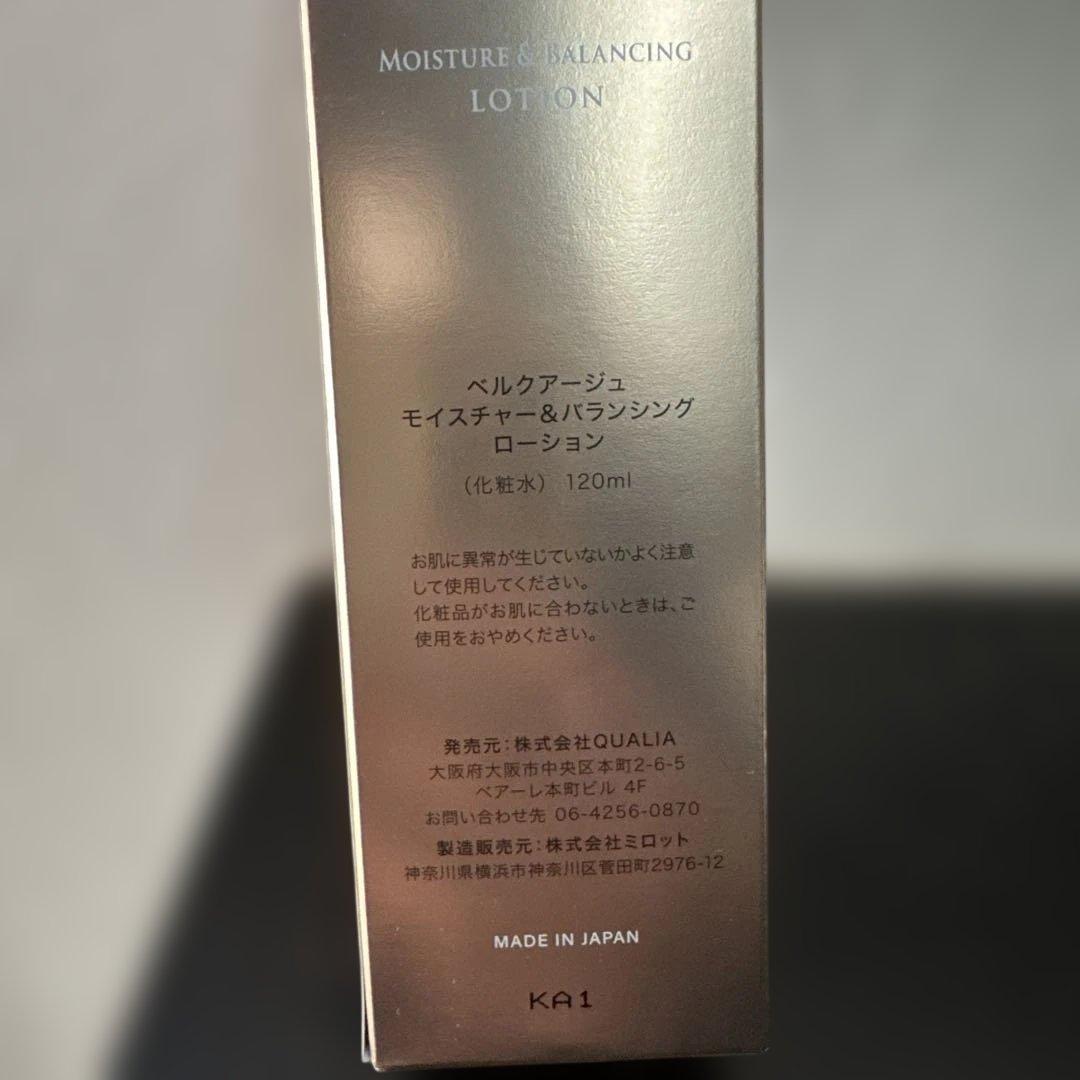 MOISTURE & BALANCING
LOTION
ベルクアージュ
モイスチャー&バランシング
ローション
(化粧水) 120ml
お肌に異常が生じていないかよく注意
して使用してください。
化粧品がお肌に合わないときは、ご
使用をおやめください。
発売元:株式会社QUALIA
大阪府大阪市中央区本町2-6-5
ベアーレ本町ビル 4F
お問い合わせ先 06-4256-0870
製造販売元:株式会社ミロット
神奈川県横浜市神奈川区菅田町2976-12
MADE IN JAPAN
KA1